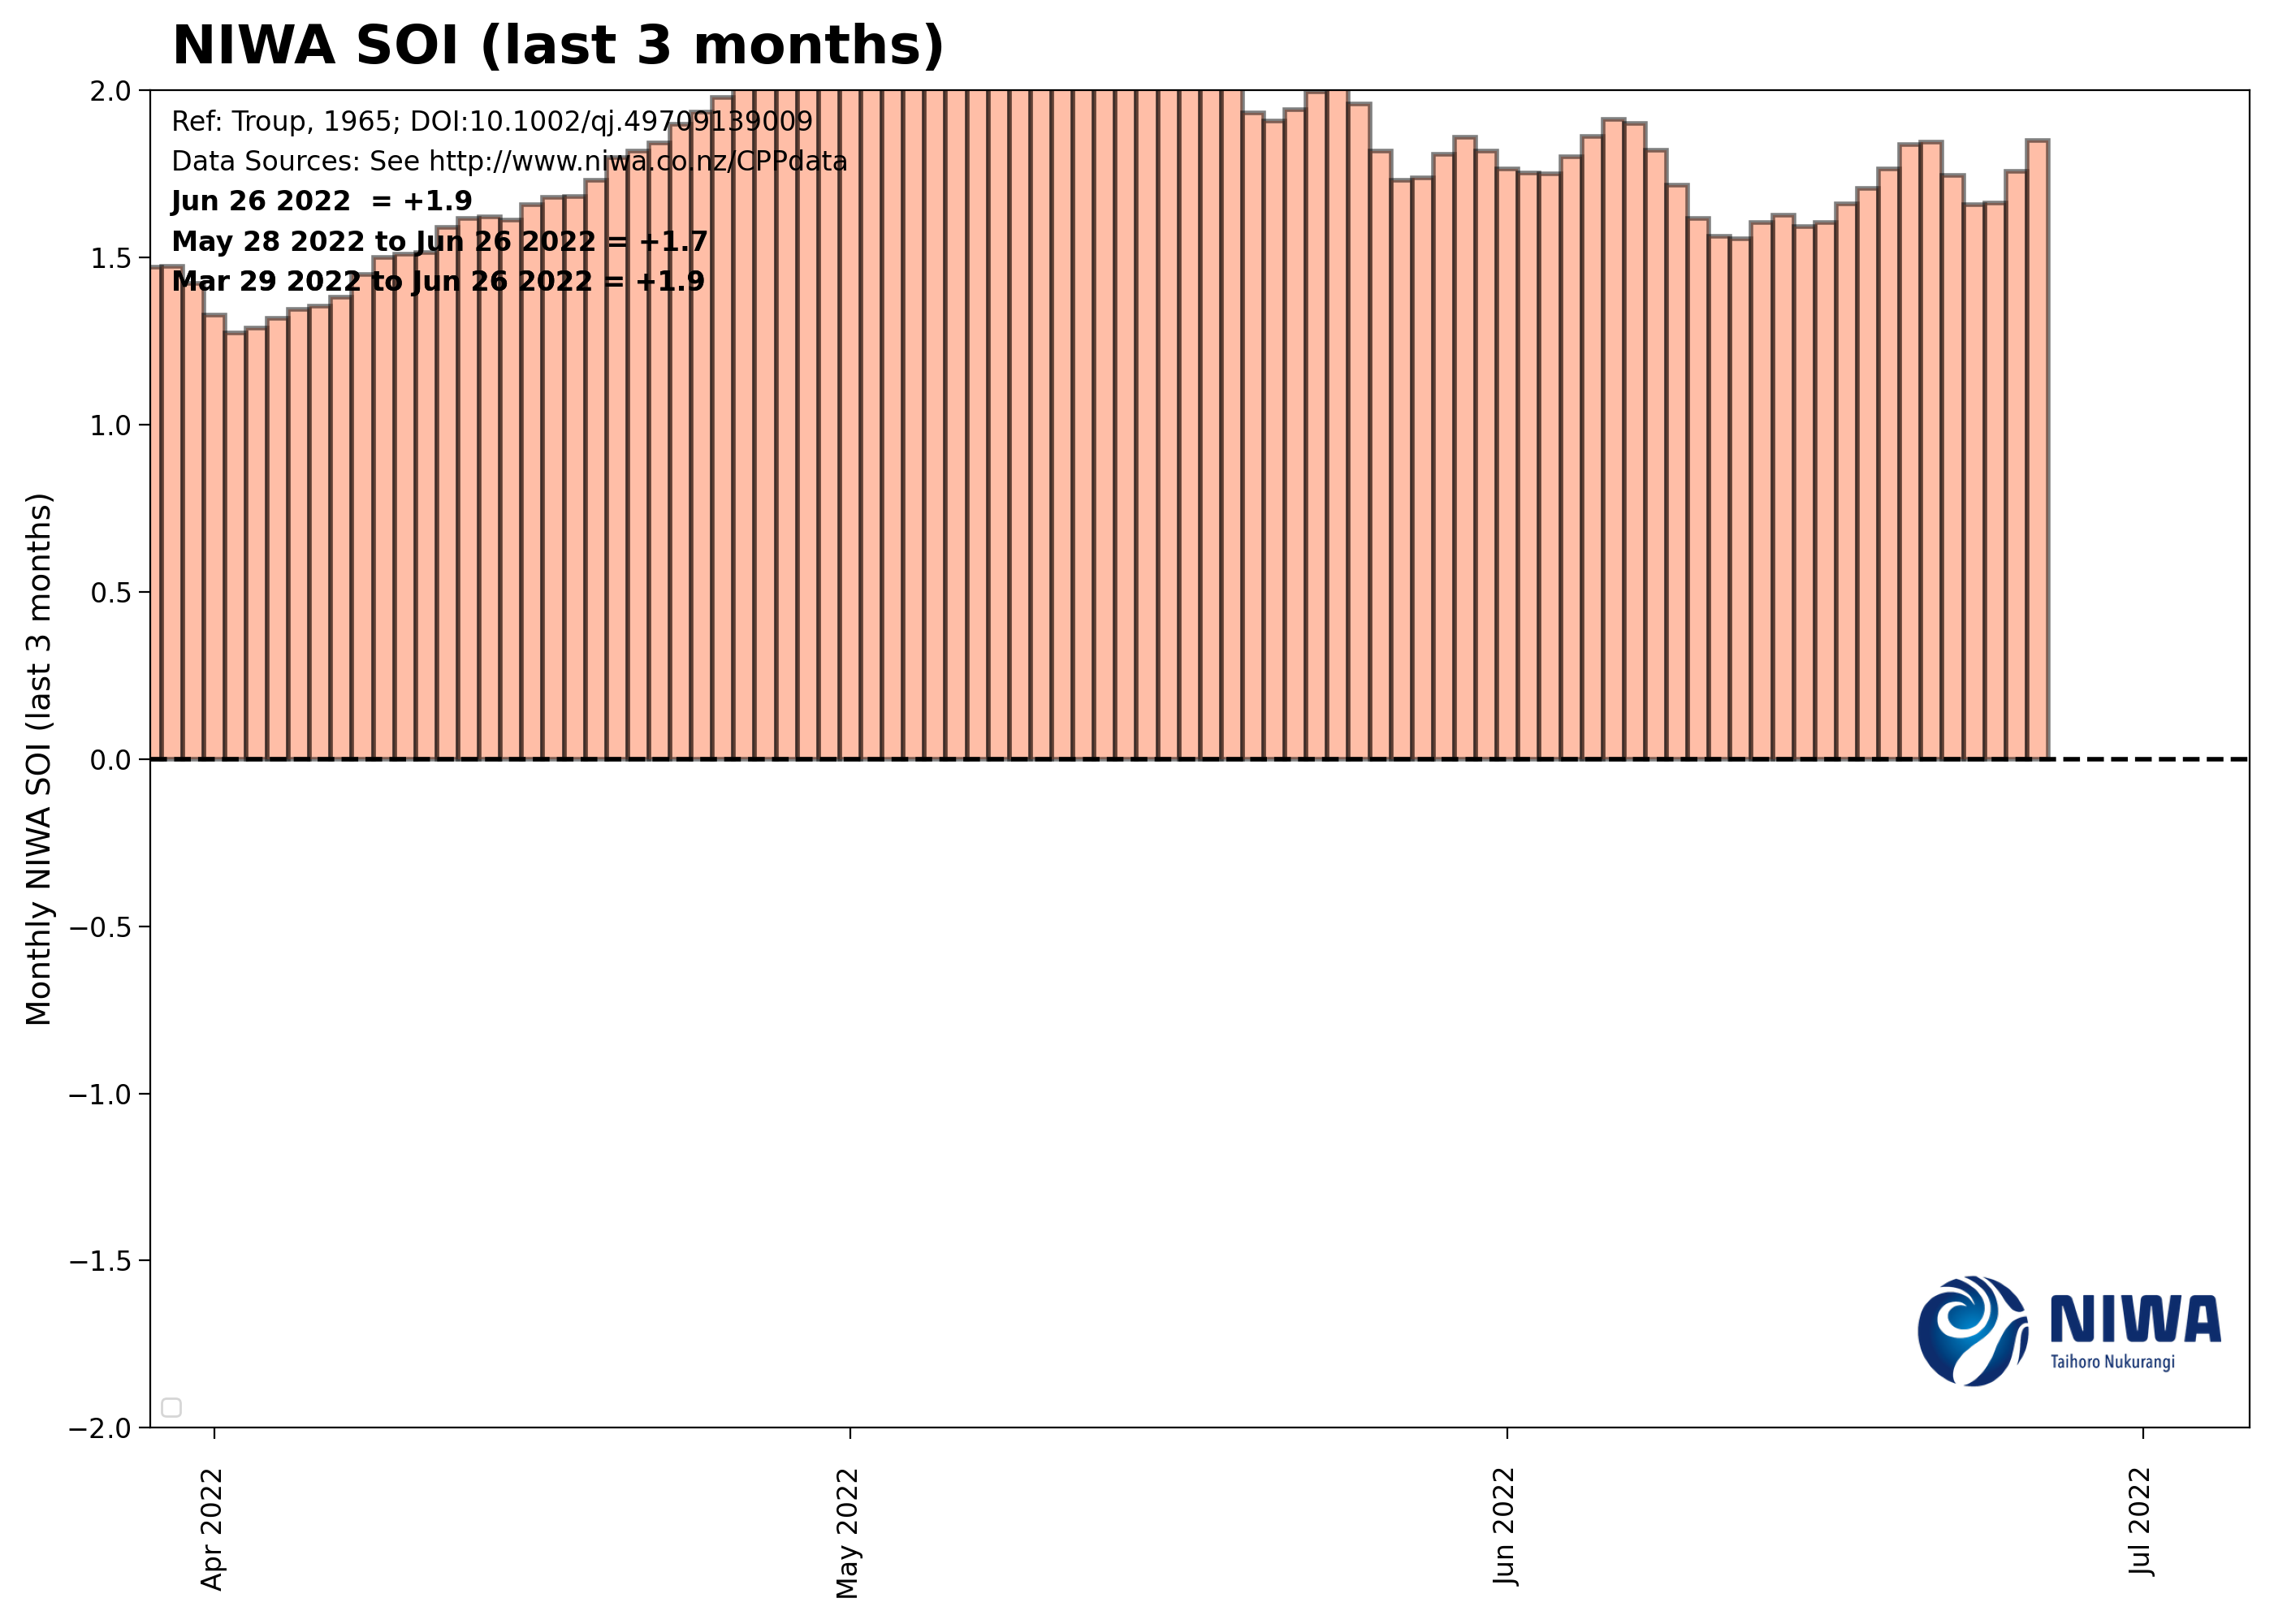 NIWA SOI (last 3 months)
Ref: Troup, 1965; DOI:10.1002/qj.49709139009
Data Sources: See http://www.niwa.co.nz/CPPdata
Jun 26 2022  = +1.9
May 28 2022 to Jun 26 2022 = +1.7
Mar 29 2022 to Jun 26 2022 = +1.9
Monthly NIWA SOI (last 3 months)
2.0
1.5
1.0
0.5
0.0
−0.5
−1.0
−1.5
−2.0
NIWA
Taihoro Nukurangi
Apr 2022
May 2022
Jun 2022
Jul 2022